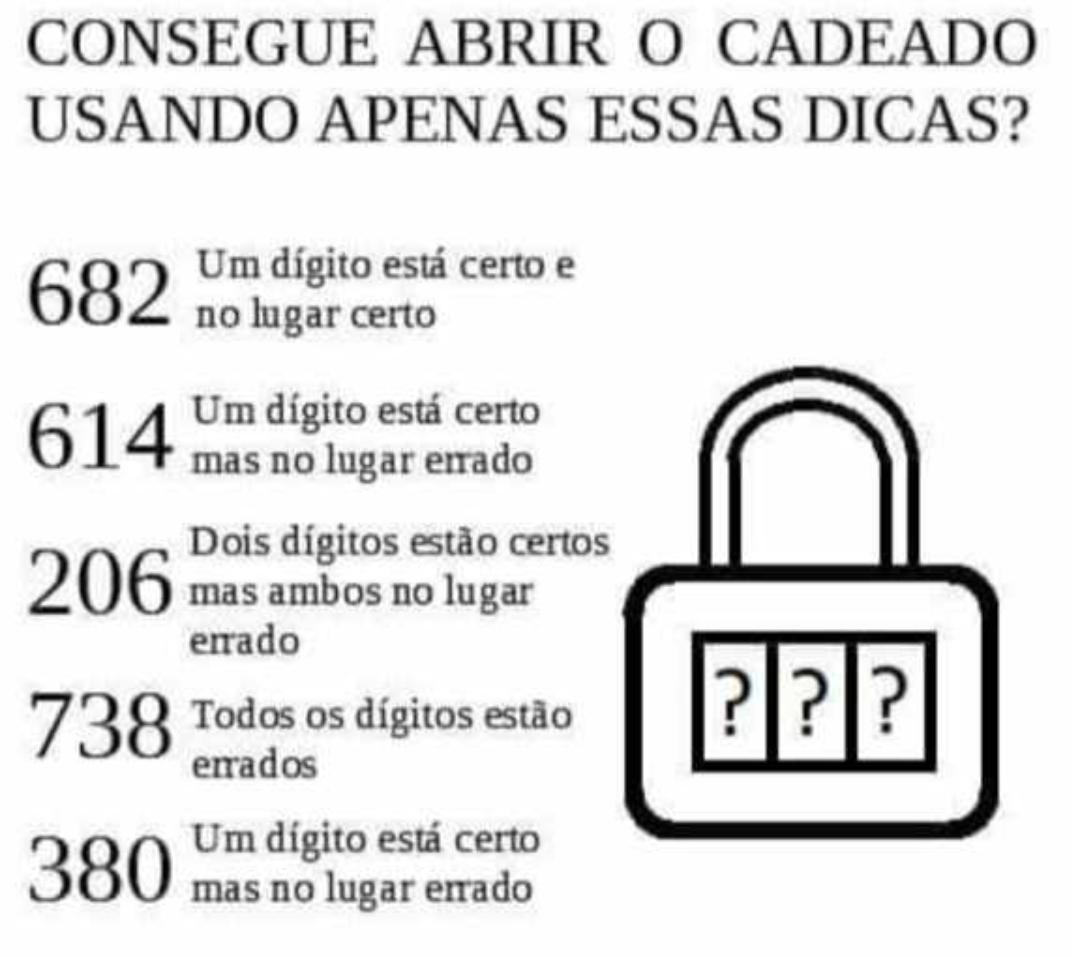 CONSEGUE ABRIR O CADEADO
USANDO APENAS ESSAS DICAS?
682 Um dígito está certo e
no lugar certo
614 Um dígito está certo
mas no lugar errado
206 Dois dígitos estão certos
mas ambos no lugar
errado
738 Todos os dígitos estão
errados
380 Um dígito está certo
mas no lugar errado
? ? ?